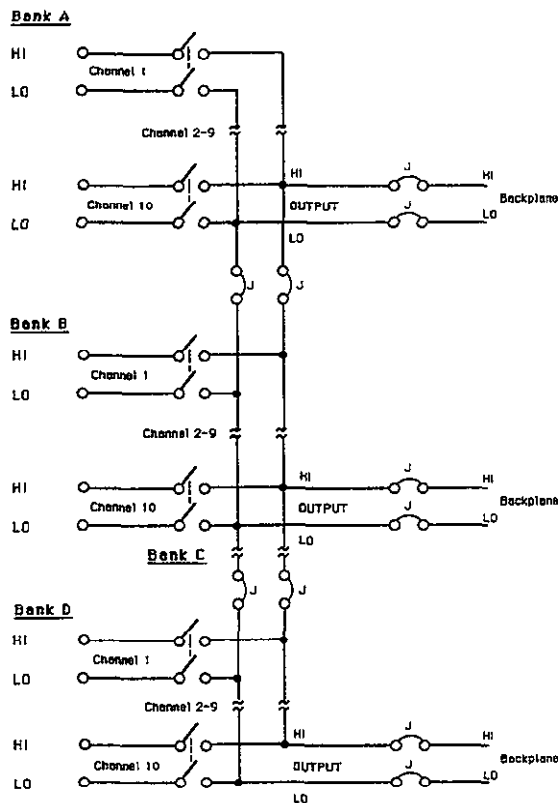 Bank A
HI
Channel 1
LO
Channel 2-9
HI
HI
J
HI
Channel 10
OUTPUT
Backplane
LO
J
LO
LO
J
J
Bank B
HI
Channel 1
LO
Channel 2-9
HI
HI
J
HI
Channel 10
OUTPUT
Backplane
LO
J
LO
LO
Bank C
J
J
Bank D
HI
Channel 1
LO
Channel 2-9
HI
HI
J
HI
Channel 10
OUTPUT
Backplane
LO
J
LO
LO